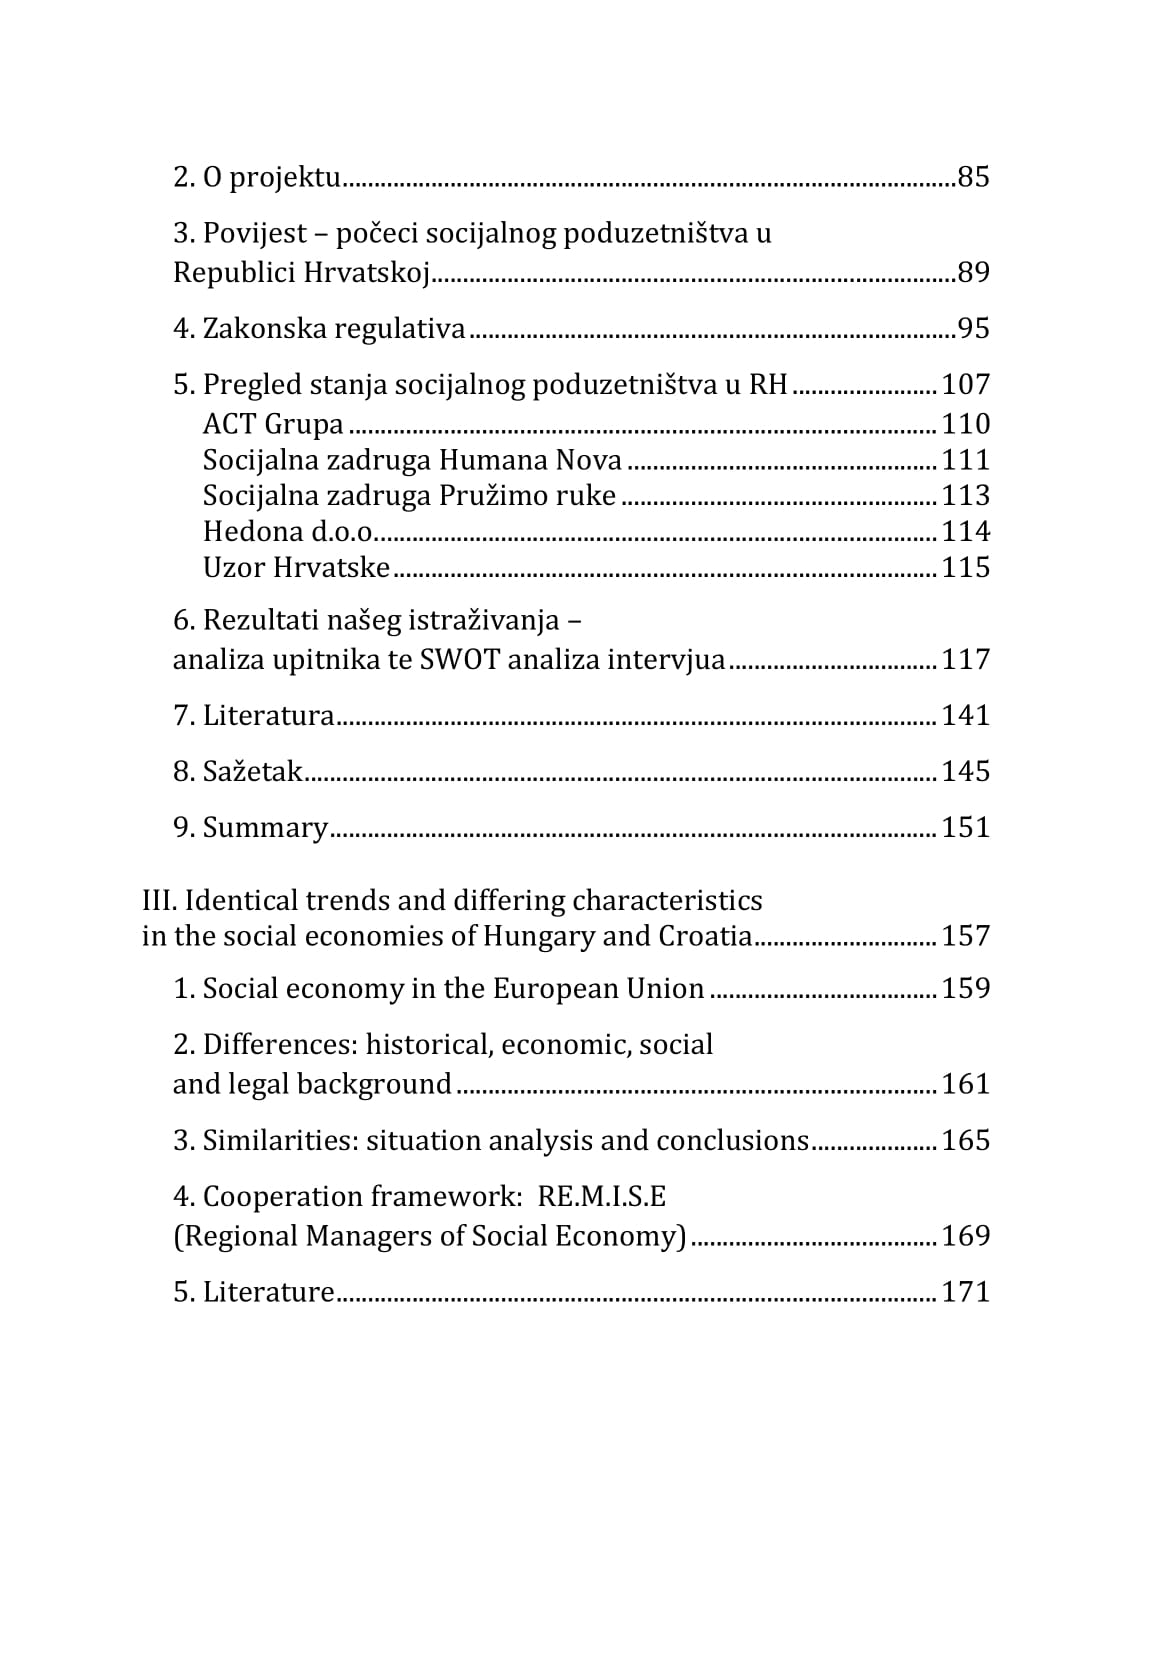 2. O projektu....................................................................................................85
3. Povijest – počeci socijalnog poduzetništva u
Republici Hrvatskoj.....................................................................................89
4. Zakonska regulativa...............................................................................95
5. Pregled stanja socijalnog poduzetništva u RH.......................107
ACT Grupa..............................................................................................110
Socijalna zadruga Humana Nova.................................................111
Socijalna zadruga Pružimo ruke..................................................113
Hedona d.o.o..........................................................................................114
Uzor Hrvatske.......................................................................................115
6. Rezultati našeg istraživanja –
analiza upitnika te SWOT analiza intervjua.................................117
7. Literatura................................................................................................141
8. Sažetak.....................................................................................................145
9. Summary.................................................................................................151
III. Identical trends and differing characteristics
in the social economies of Hungary and Croatia.............................157
1. Social economy in the European Union....................................159
2. Differences: historical, economic, social
and legal background.............................................................................161
3. Similarities: situation analysis and conclusions....................165
4. Cooperation framework:  RE.M.I.S.E
(Regional Managers of Social Economy).......................................169
5. Literature................................................................................................171